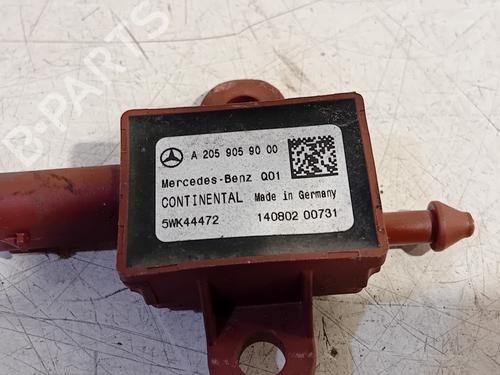 B-PARTS
A 205 905 90 00
Mercedes-Benz Q01
CONTINENTAL Made in Germany
5WK44472 140802 00731